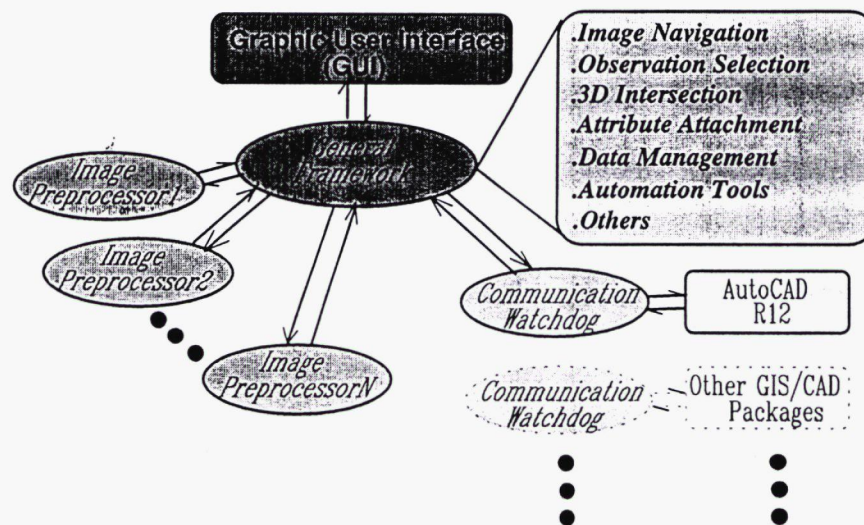 Graphic User Interface
(GUI)
.Image Navigation
.Observation Selection
.3D Intersection
.Attribute Attachment
.Data Management
.Automation Tools
.Others
General
Framework
Image
Preprocessor1
Image
Preprocessor2
Image
PreprocessorN
Communication
Watchdog
AutoCAD
R12
Communication
Watchdog
Other GIS/CAD
Packages